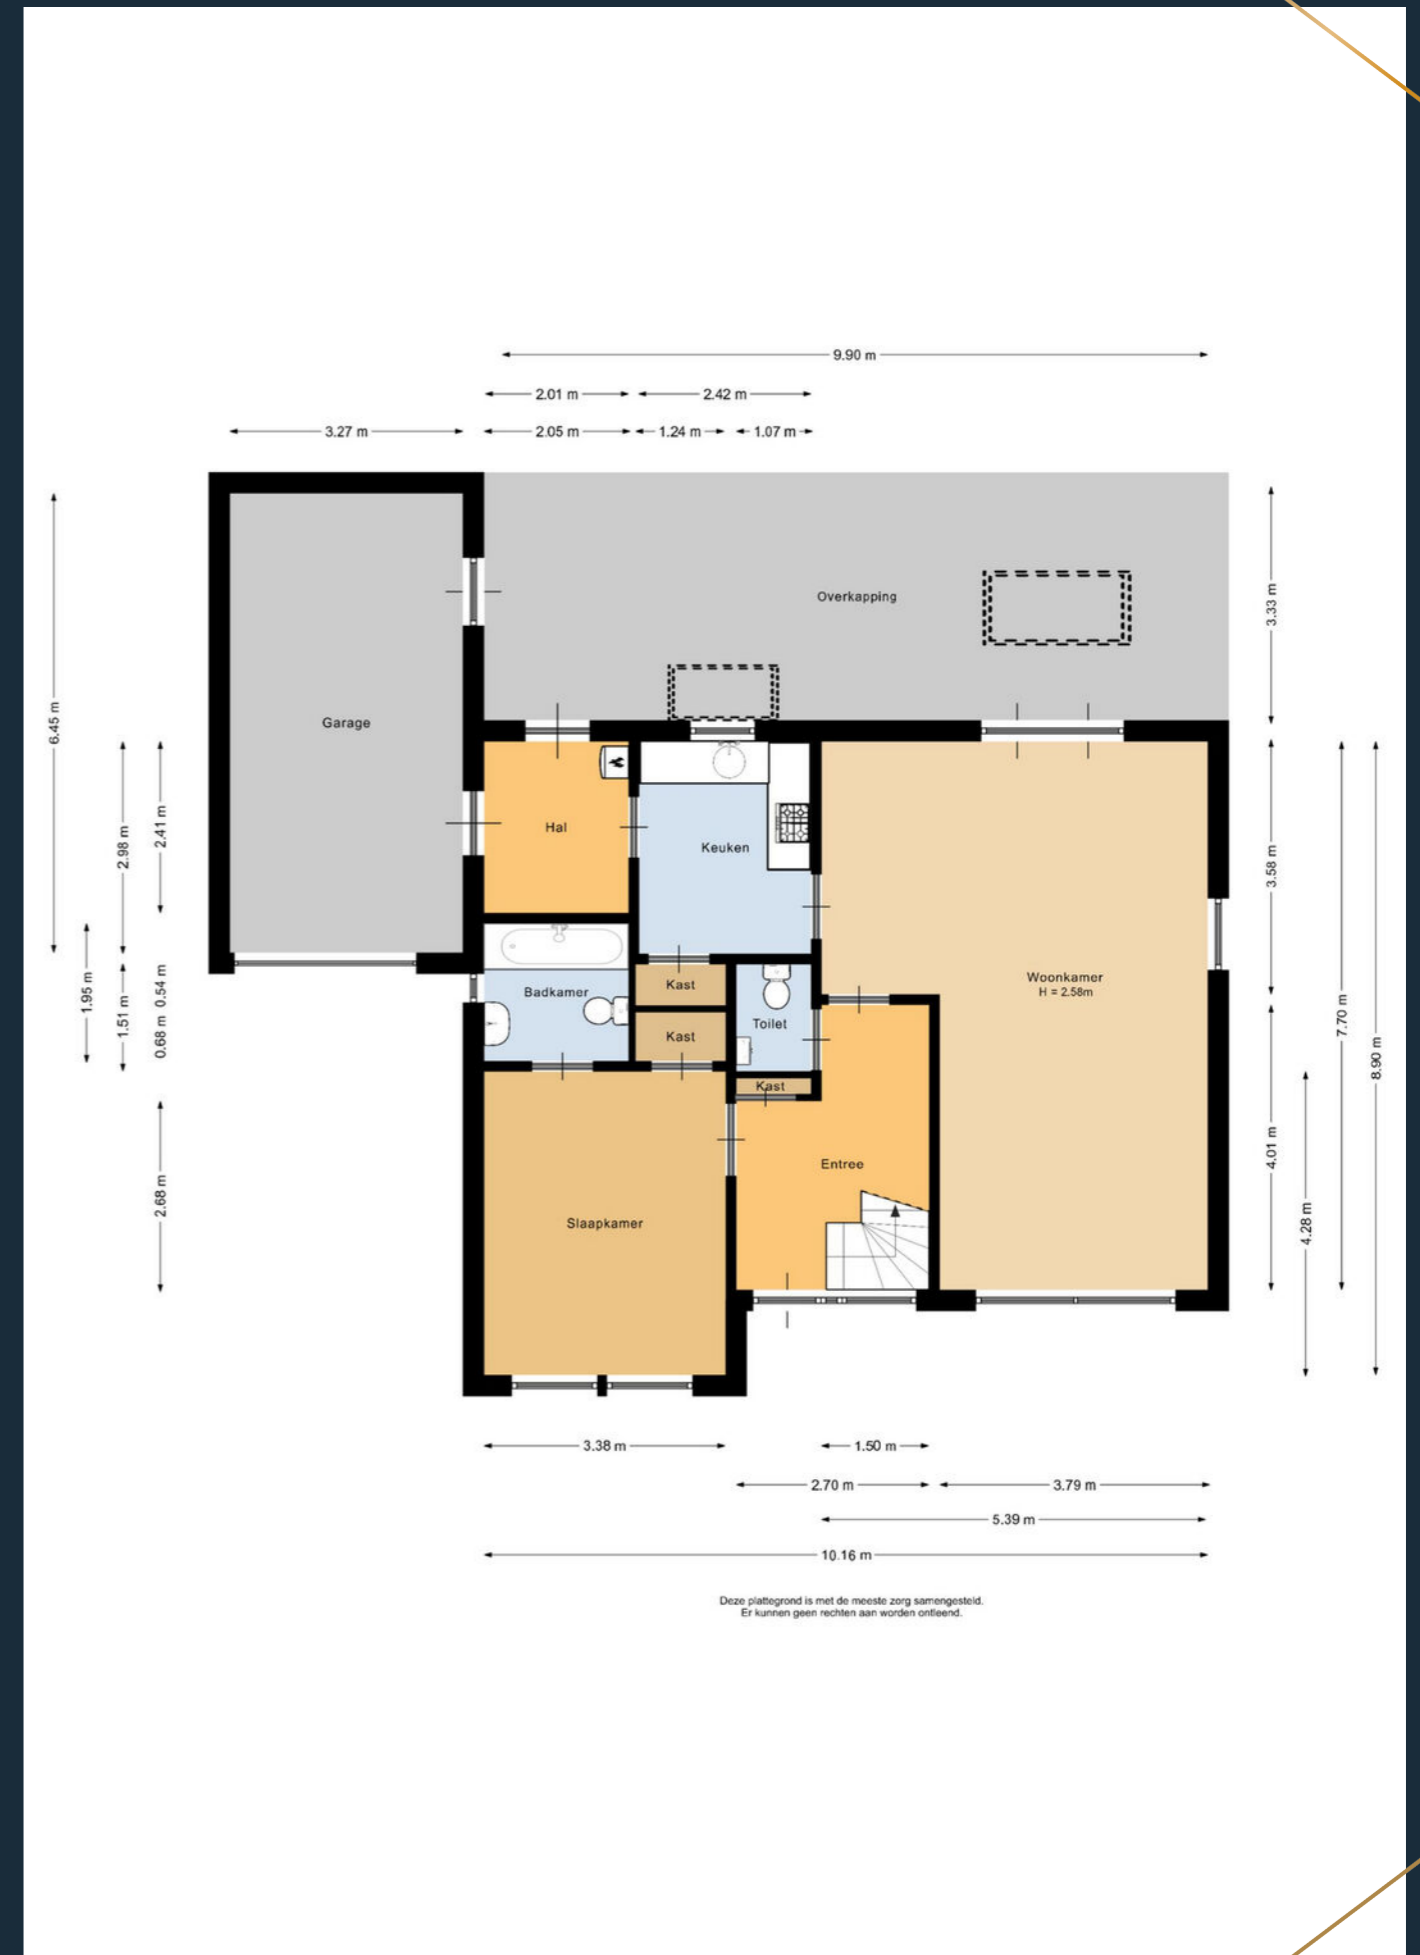 9.90 m
2.01 m
2.42 m
3.27 m
2.05 m
1.24 m
1.07 m
Overkapping
3.33 m
Garage
6.45 m
Hal
Keuken
2.41 m
2.98 m
3.58 m
Woonkamer
H = 2.58m
Kast
Badkamer
Toilet
Kast
Kast
1.95 m
1.51 m
0.54 m
0.68 m
7.70 m
8.90 m
4.01 m
Entree
Slaapkamer
2.68 m
4.28 m
3.38 m
1.50 m
2.70 m
3.79 m
5.39 m
10.16 m
Deze plattegrond is met de meeste zorg samengesteld.
Er kunnen geen rechten aan worden ontleend.